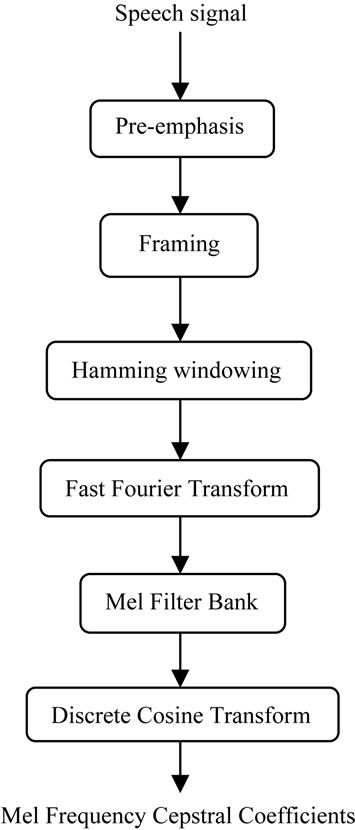 Speech signal
Pre-emphasis
Framing
Hamming windowing
Fast Fourier Transform
Mel Filter Bank
Discrete Cosine Transform
Mel Frequency Cepstral Coefficients